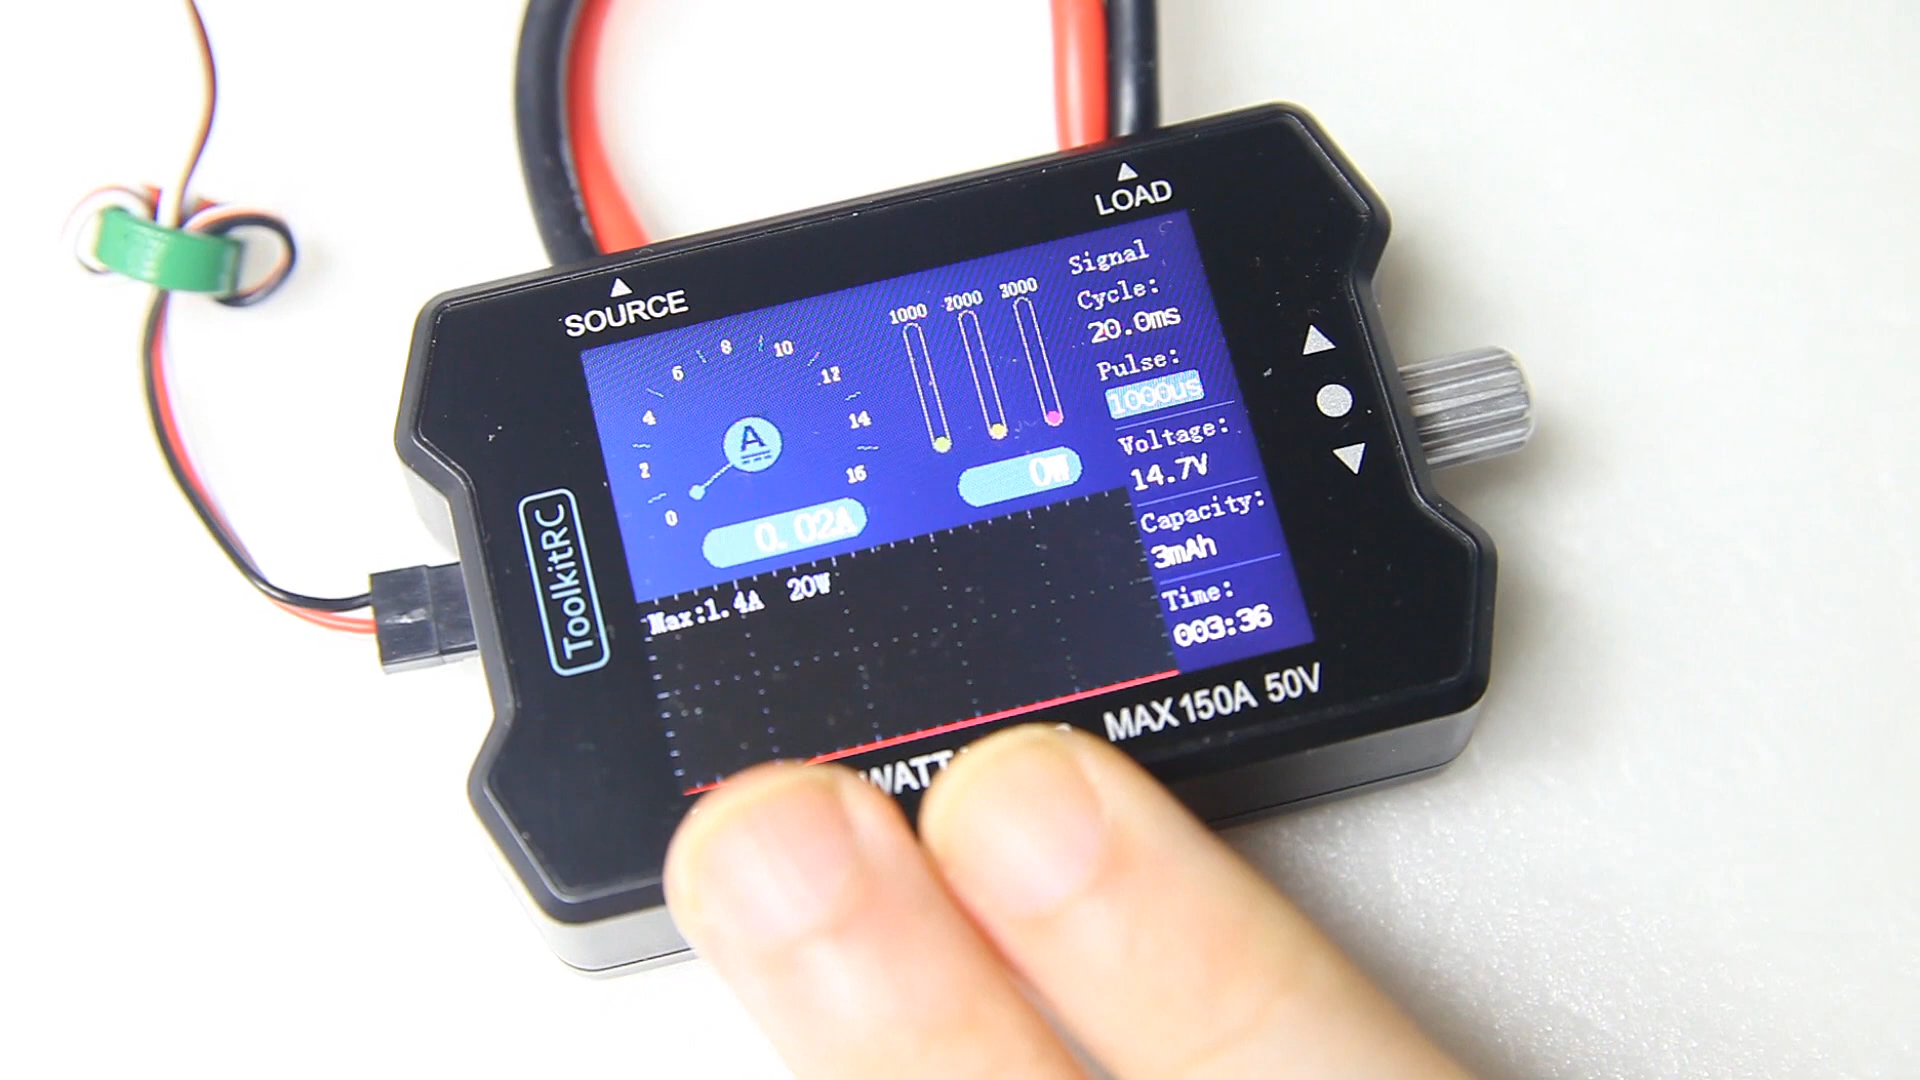 LOAD
SOURCE
Signal
Cycle:
20.0ms
Pulse:
1000us
Voltage:
14.7V
Capacity:
3mAh
Time:
003:36
1000 2000 3000
0 2 4 6 8 10 12 14 16
A
0.02A
0W
Max:1.4A 20W
ToolkitRC
WATT
MAX 150A 50V